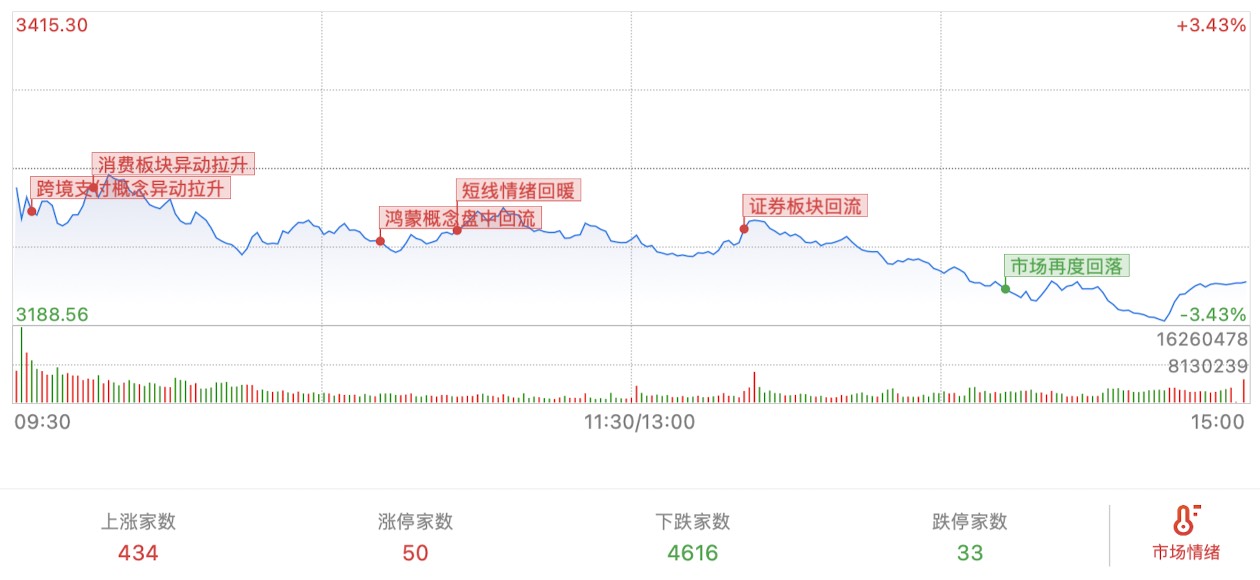 3415.30
+3.43%
消费板块异动拉升
跨境支付概念异动拉升
短线情绪回暖
鸿蒙概念盘中回流
证券板块回流
市场再度回落
3188.56
-3.43%
16260478
8130239
09:30
11:30/13:00
15:00
上涨家数
涨停家数
下跌家数
跌停家数
434
50
4616
33
市场情绪